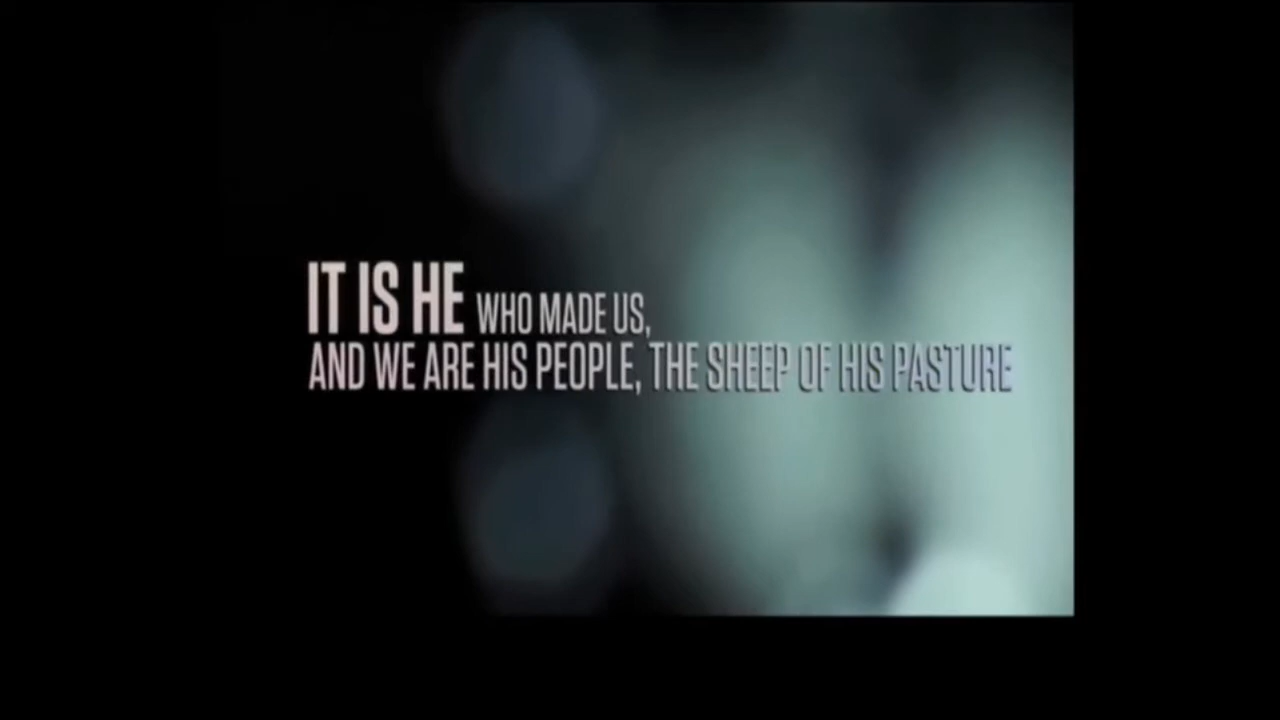 IT IS HE WHO MADE US,
AND WE ARE HIS PEOPLE, THE SHEEP OF HIS PASTURE